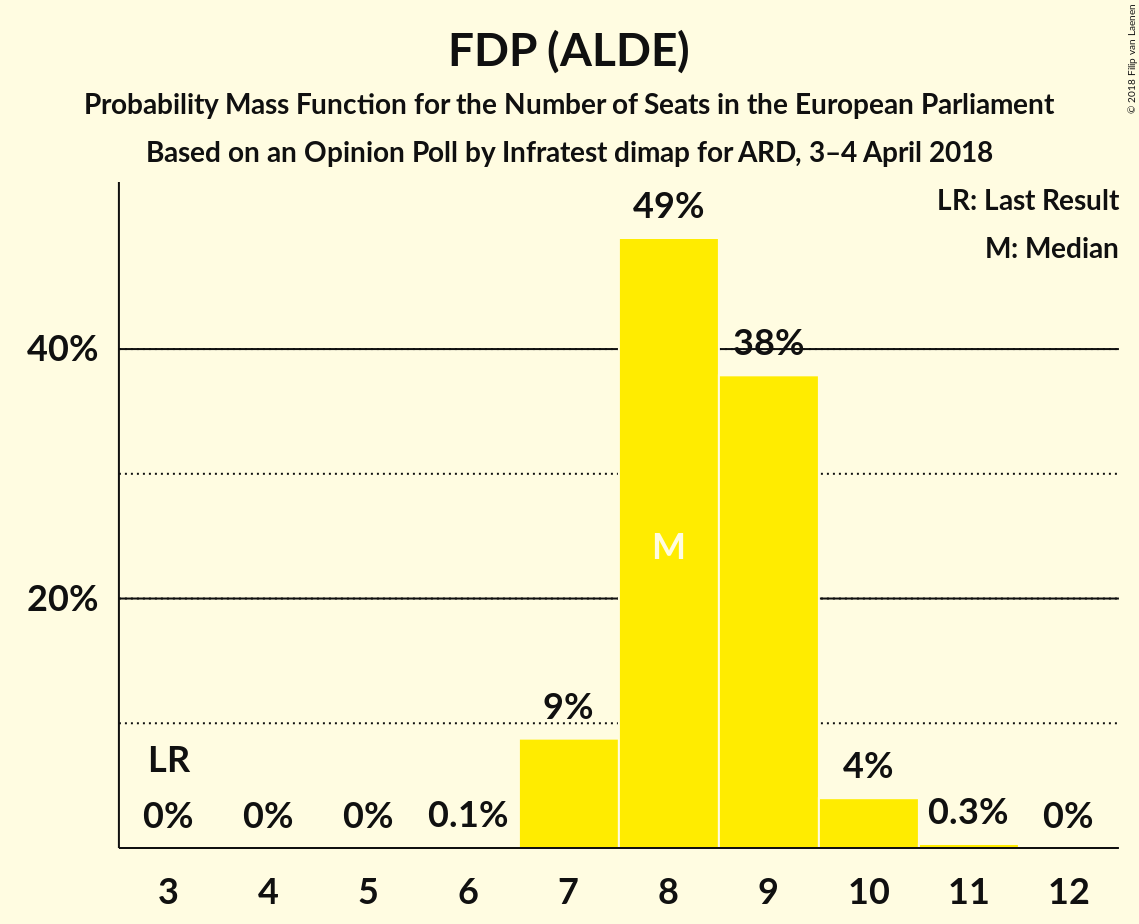 FDP (ALDE)
Probability Mass Function for the Number of Seats in the European Parliament
Based on an Opinion Poll by Infratest dimap for ARD, 3–4 April 2018
© 2018 Filip van Laenen
LR: Last Result
M: Median
49%
40%
38%
M
20%
9%
LR
4%
0% 0% 0% 0.1% 0.3% 0%
3 4 5 6 7 8 9 10 11 12